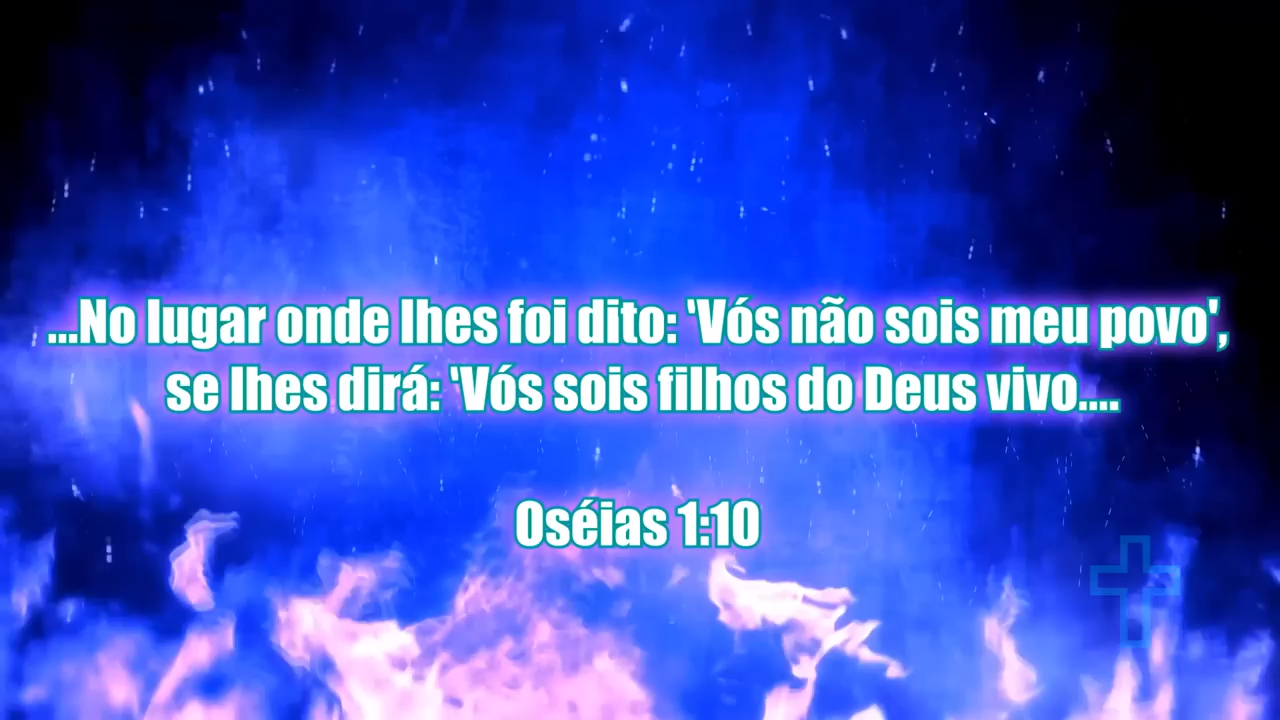 ...No lugar onde lhes foi dito: 'Vós não sois meu povo',
se lhes dirá: 'Vós sois filhos do Deus vivo....
Oséias 1:10